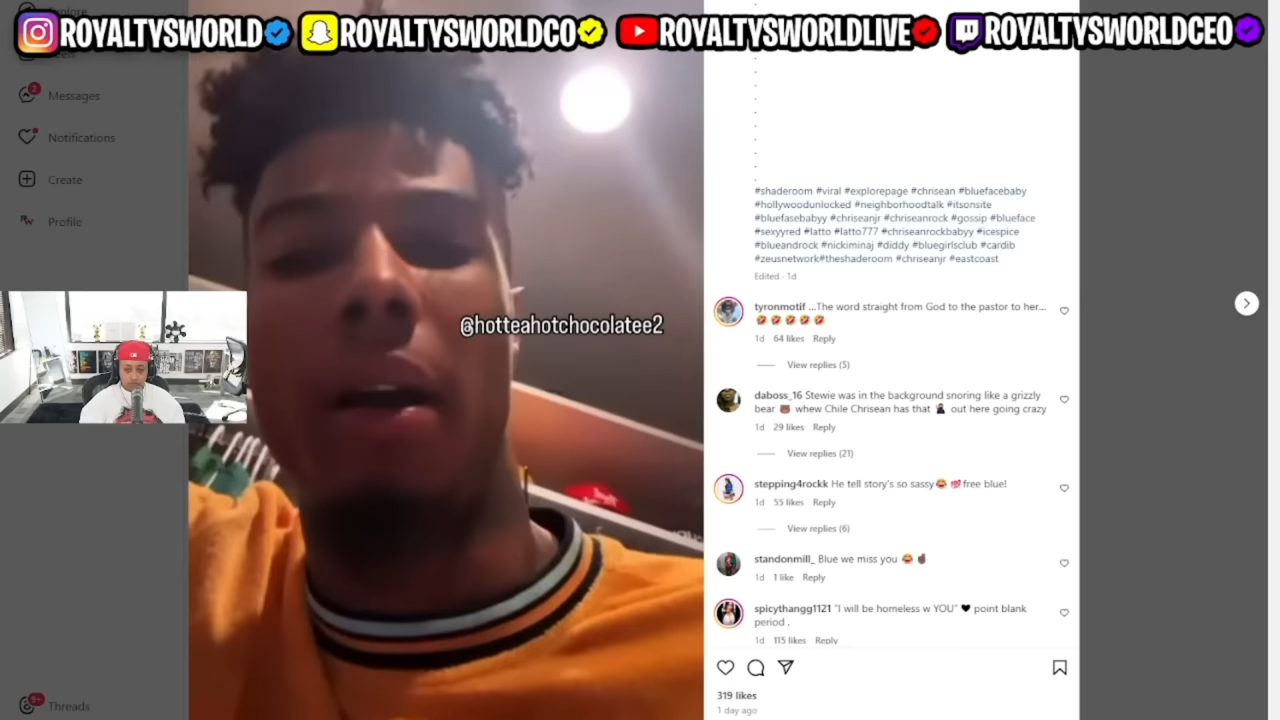 ROYALTYSWORLD ROYALTYSWORLDCO ROYALTYSWORLDLIVE ROYALTYSWORLDCEO
Explore
2
Messages
Notifications
Create
Profile
9+
Threads
@hotteahotchocolatee2
.
.
.
.
.
.
.
#shaderoom #viral #explorepage #chrisean #bluefacebaby
#hollywoodunlocked #neighborhoodtalk #itsonsite
#bluefasebabyy #chriseanjr #chriseanrock #gossip #blueface
#sexyyred #latto #latto777 #chriseanrockbabyy #icespice
#blueandrock #nickiminaj #diddy #bluegirlsclub #cardib
#zeusnetwork#theshaderoom #chriseanjr #eastcoast
Edited · 1d
tyronmotif ...The word straight from God to the pastor to her...
🤣 🤣 🤣 🤣 🤣
1d 64 likes Reply
View replies (5)
daboss_16 Stewie was in the background snoring like a grizzly
bear 🐻 whew Chile Chrisean has that out here going crazy
1d 29 likes Reply
View replies (21)
stepping4rockk He tell story's so sassy😂 💯free blue!
1d 55 likes Reply
View replies (6)
standonmill_ Blue we miss you 😂
1d 1 like Reply
spicythangg1121 "I will be homeless w YOU" 🖤 point blank
period .
1d 115 likes Reply
319 likes
1 day ago